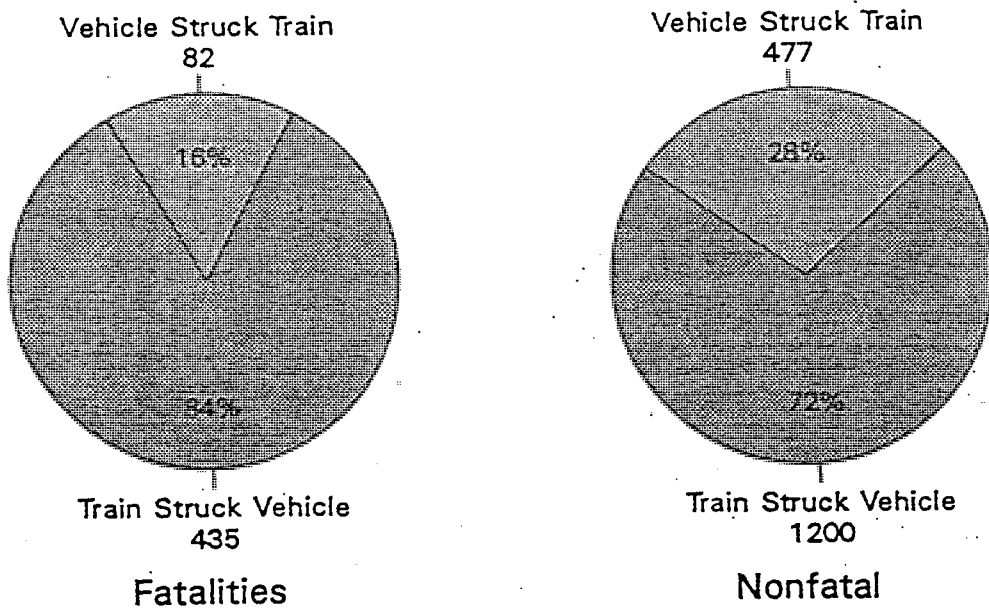 Vehicle Struck Train
82
16%
84%
Train Struck Vehicle
435
Fatalities
Vehicle Struck Train
477
28%
72%
Train Struck Vehicle
1200
Nonfatal